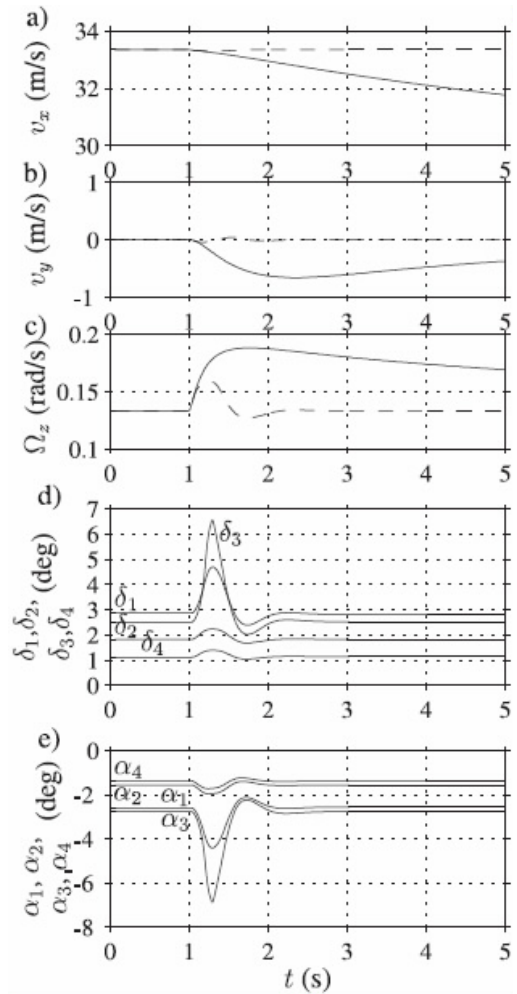 a)
34
32
30
v_x (m/s)
0 1 2 3 4 5
b)
1
0
-1
v_y (m/s)
0 1 2 3 4 5
c)
0.2
0.15
0.1
Ω_z (rad/s)
0 1 2 3 4 5
d)
7
6
5
4
3
2
1
0
δ_1,δ_2, (deg)
δ_3,δ_4
δ_3
δ_1
δ_2 δ_4
0 1 2 3 4 5
e)
0
-2
-4
-6
-8
α_1, α_2, (deg)
α_3, α_4
α_4
α_2 α_1
α_3
0 1 2 3 4 5
t (s)